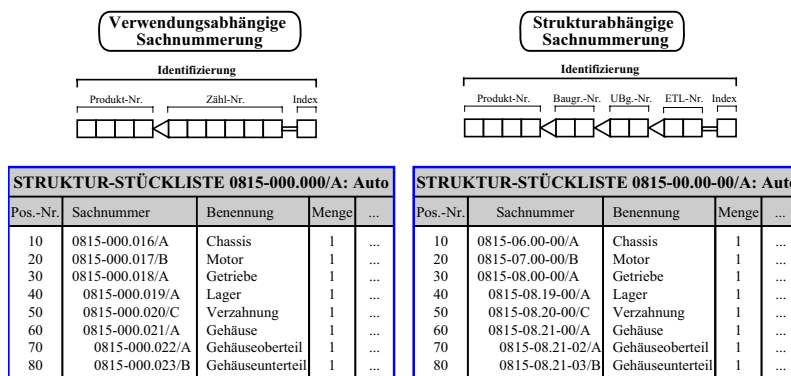 Verwendungsabhängige
Sachnummerung
Identifizierung
Produkt-Nr. Zähl-Nr. Index
STRUKTUR-STÜCKLISTE 0815-000.000/A: Auto
Pos.-Nr. Sachnummer Benennung Menge ...
10 0815-000.016/A Chassis 1 ...
20 0815-000.017/B Motor 1 ...
30 0815-000.018/A Getriebe 1 ...
40 0815-000.019/A Lager 1 ...
50 0815-000.020/C Verzahnung 1 ...
60 0815-000.021/A Gehäuse 1 ...
70 0815-000.022/A Gehäuseoberteil 1 ...
80 0815-000.023/B Gehäuseunterteil 1 ...
Strukturabhängige
Sachnummerung
Identifizierung
Produkt-Nr. Baugr.-Nr. UBg.-Nr. ETL-Nr. Index
STRUKTUR-STÜCKLISTE 0815-00.00-00/A: Auto
Pos.-Nr. Sachnummer Benennung Menge ...
10 0815-06.00-00/A Chassis 1 ...
20 0815-07.00-00/B Motor 1 ...
30 0815-08.00-00/A Getriebe 1 ...
40 0815-08.19-00/A Lager 1 ...
50 0815-08.20-00/C Verzahnung 1 ...
60 0815-08.21-00/A Gehäuse 1 ...
70 0815-08.21-02/A Gehäuseoberteil 1 ...
80 0815-08.21-03/B Gehäuseunterteil 1 ...